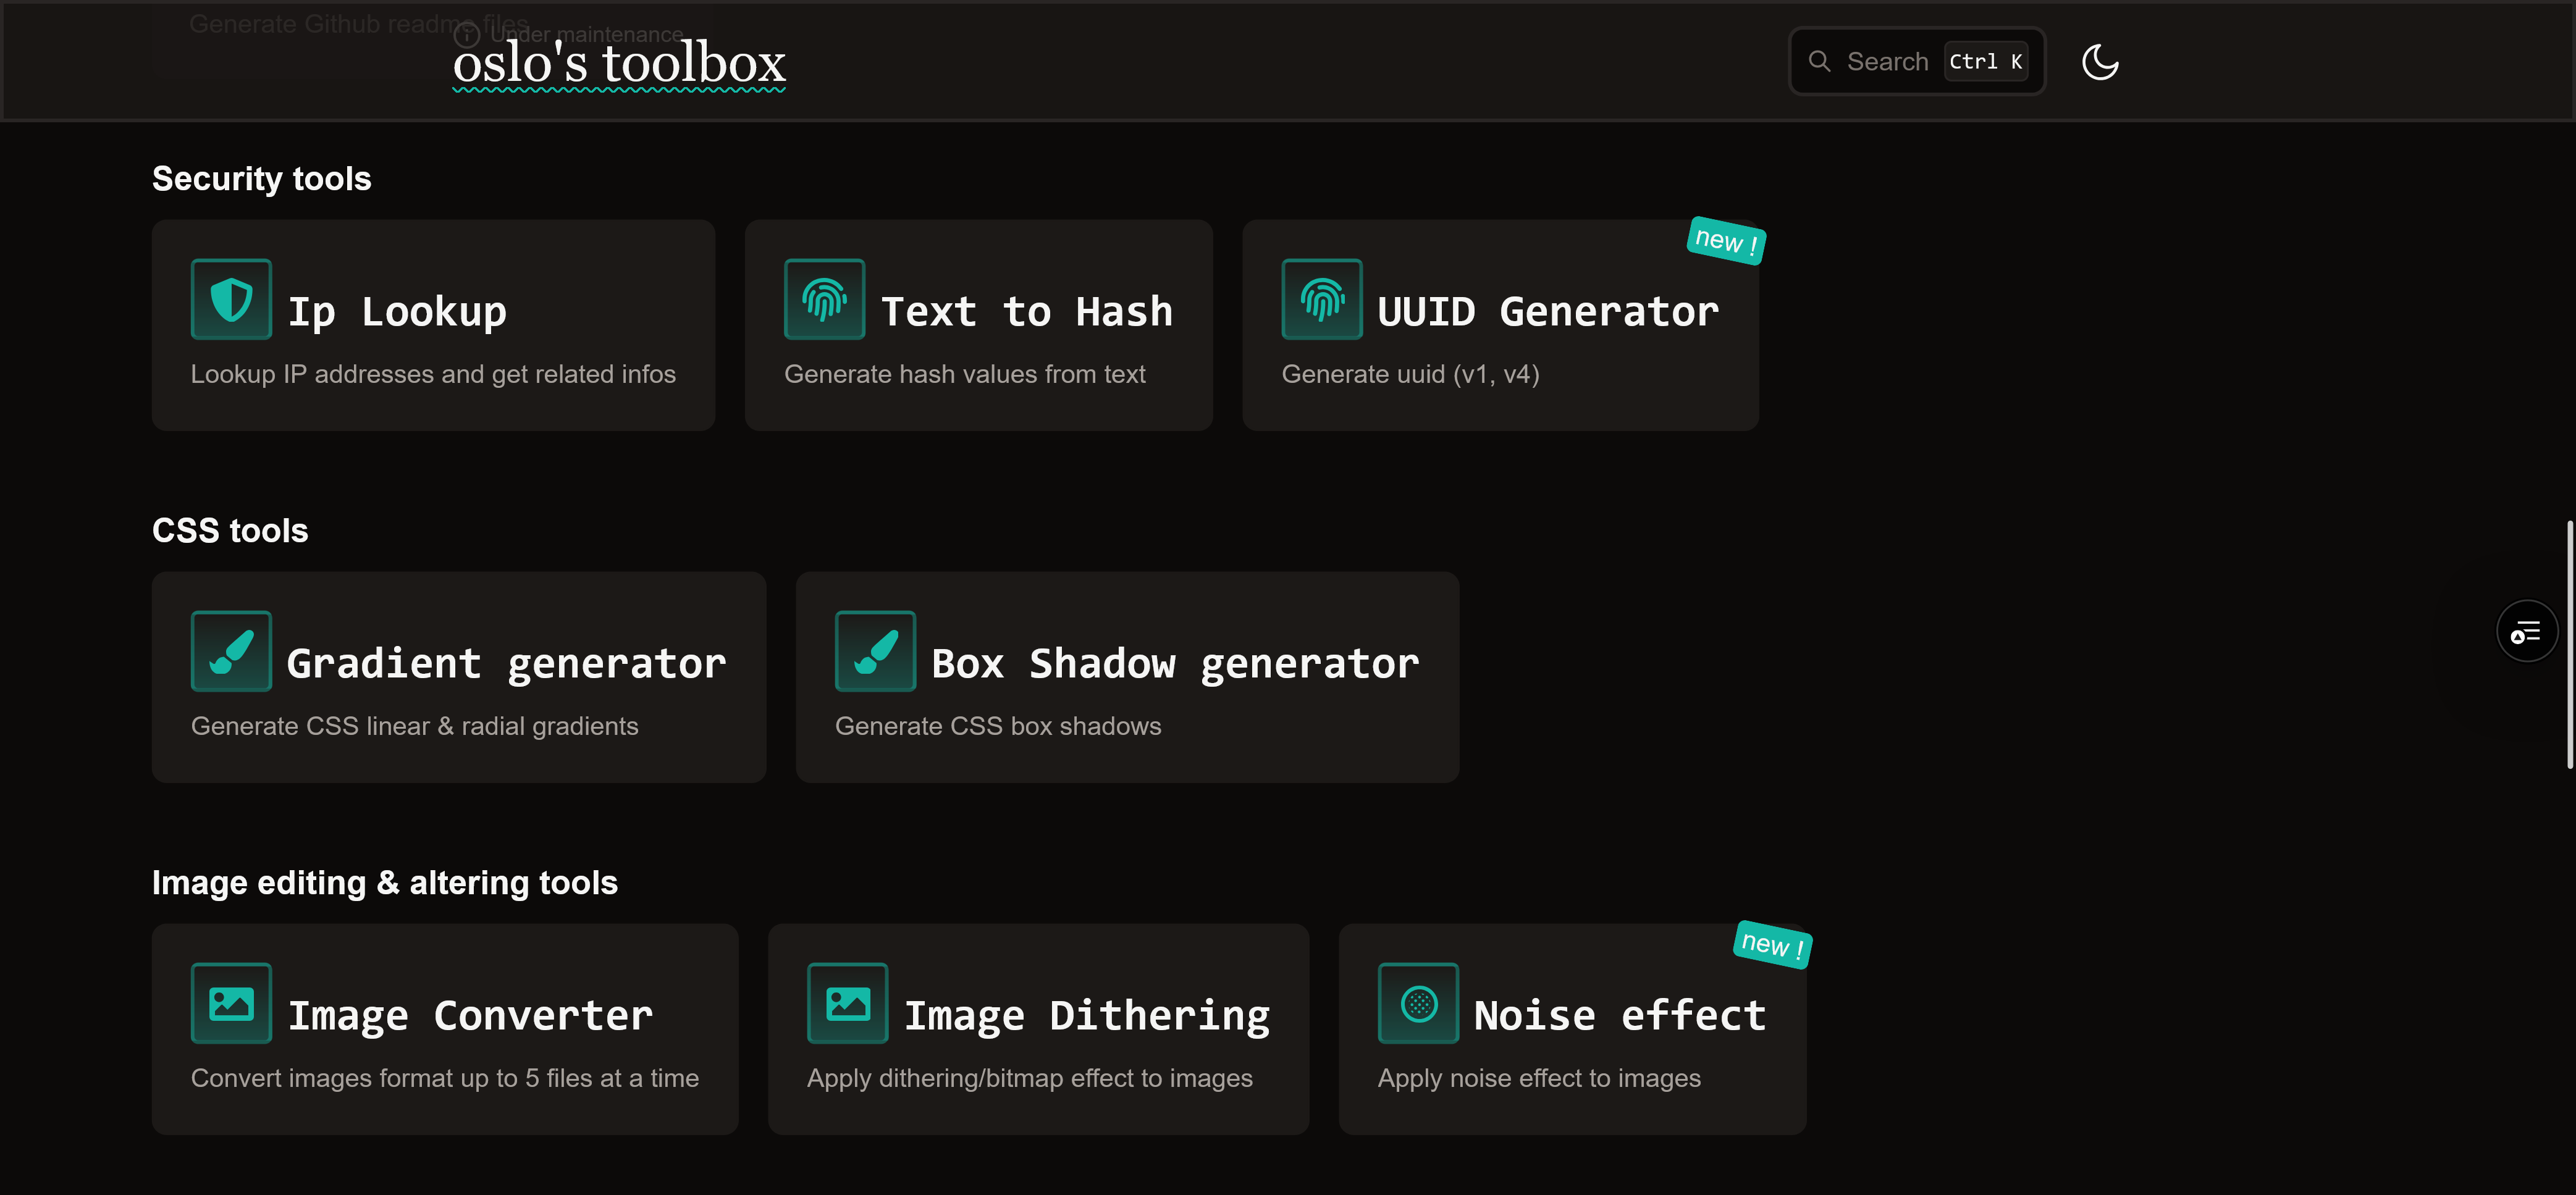 Generate Github readme files
Under maintenance
oslo's toolbox
Search Ctrl K
Security tools
Ip Lookup
Lookup IP addresses and get related infos
Text to Hash
Generate hash values from text
new !
UUID Generator
Generate uuid (v1, v4)
CSS tools
Gradient generator
Generate CSS linear & radial gradients
Box Shadow generator
Generate CSS box shadows
Image editing & altering tools
Image Converter
Convert images format up to 5 files at a time
Image Dithering
Apply dithering/bitmap effect to images
new !
Noise effect
Apply noise effect to images